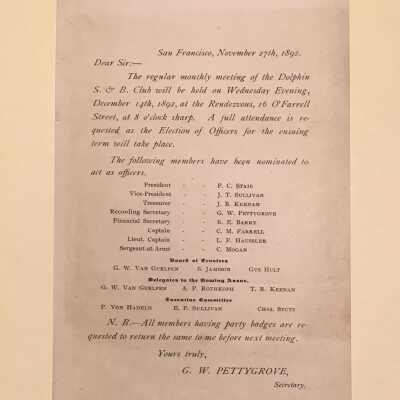 San Francisco, November 27th, 1892.
Dear Sir:—
The regular monthly meeting of the Dolphin
S. & B. Club will be held on Wednesday Evening,
December 14th, 1892, at the Rendezvous, 16 O'Farrell
Street, at 8 o'clock sharp. A full attendance is re-
quested as the Election of Officers for the ensuing
term will take place.
The following members have been nominated to
act as officers.
President - - F. C. STAIB
Vice-President - - J. T. SULLIVAN
Treasurer - - J. R. KEENAN
Recording Secretary - - G. W. PETTYGROVE
Financial Secretary - - R. E. BARRY
Captain - - C. M. FARRELL
Lieut. Captain - - L. F. HAUSSLER
Sergeant-at-Arms - - C. MOGAN
Board of Trustees
G. W. VAN GUELPEN S. JAMISON GUS HULT
Delegates to the Rowing Assns.
G. W. VAN GUELPEN A. F. ROTHKOPH T. R. KEENAN
Executive Committee
P. VON HADELN E. P. SULLIVAN CHAS. STUTZ
N. B.—All members having party badges are re-
quested to return the same to me before next meeting.
Yours truly,
G. W. PETTYGROVE,
Secretary.